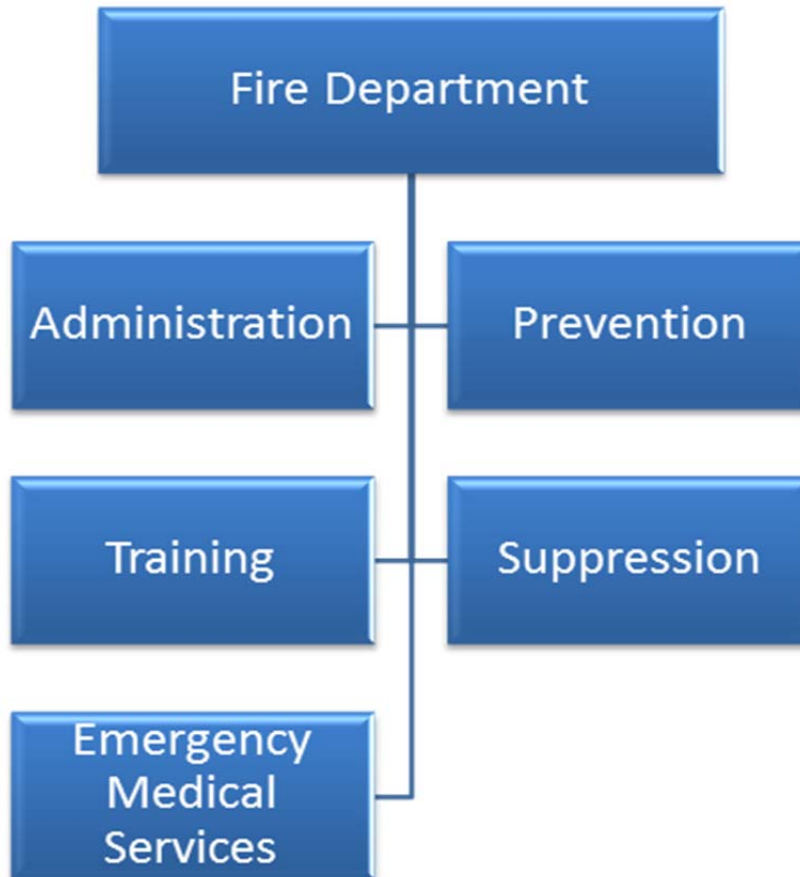 Fire Department
Administration
Prevention
Training
Suppression
Emergency
Medical
Services